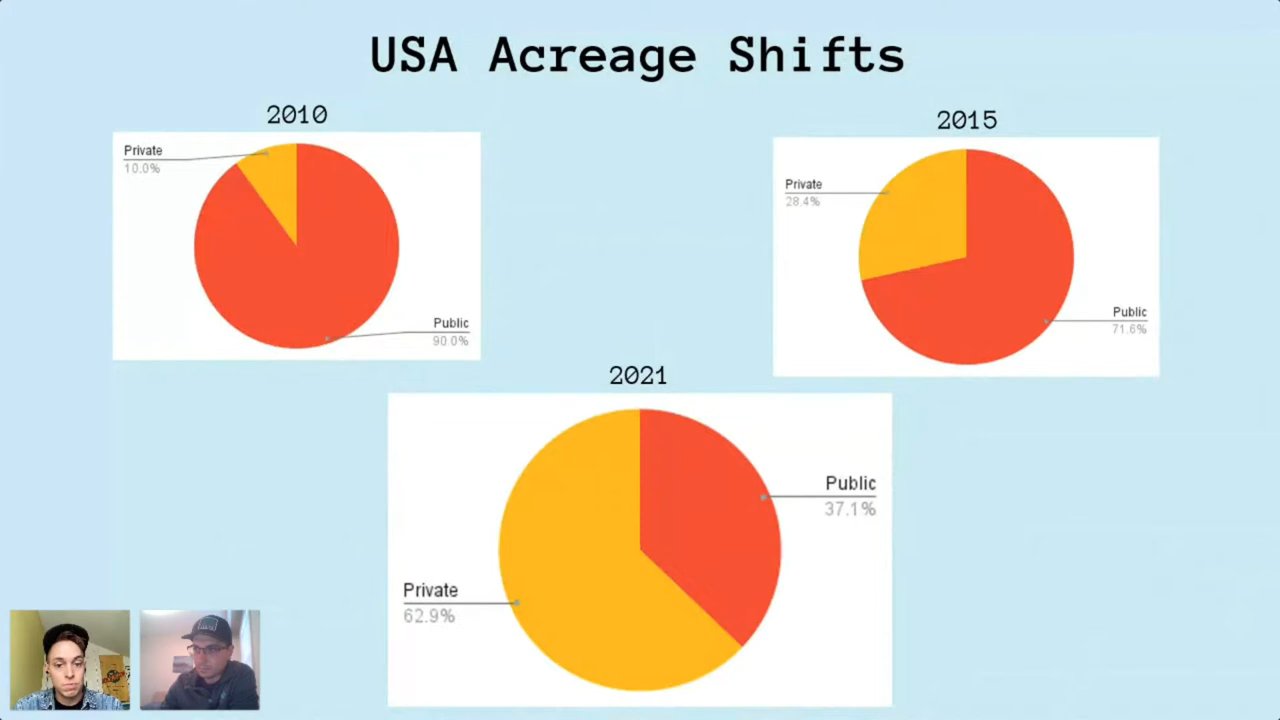 USA Acreage Shifts
2010
Private
10.0%
Public
90.0%
2015
Private
28.4%
Public
71.6%
2021
Public
37.1%
Private
62.9%